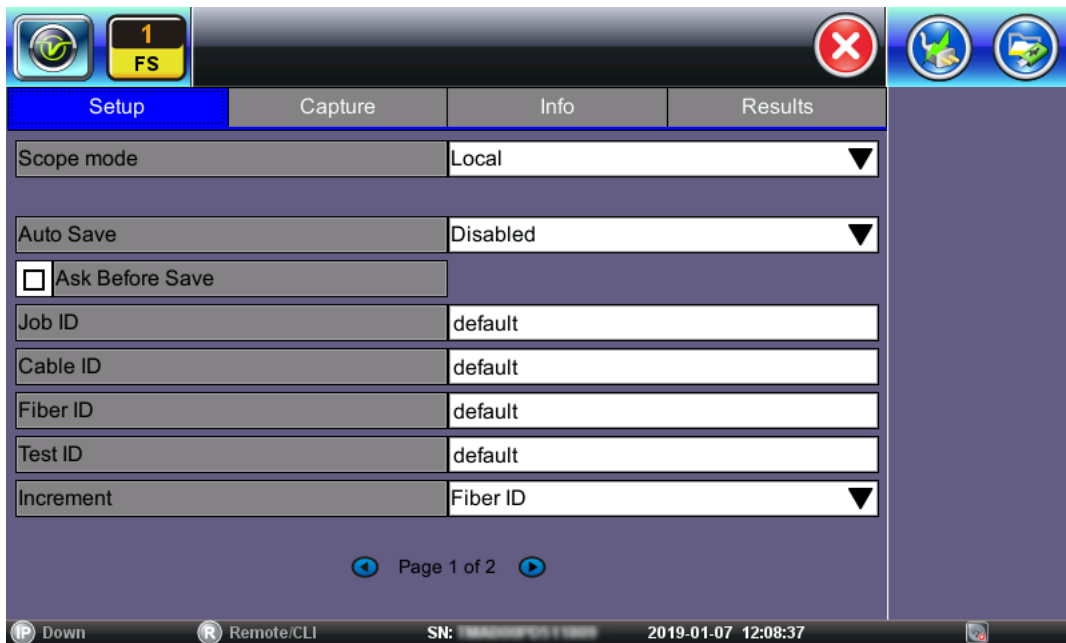 1
FS
Setup Capture Info Results
Scope mode Local
Auto Save Disabled
Ask Before Save
Job ID default
Cable ID default
Fiber ID default
Test ID default
Increment Fiber ID
Page 1 of 2
IP Down R Remote/CLI SN: 2019-01-07 12:08:37